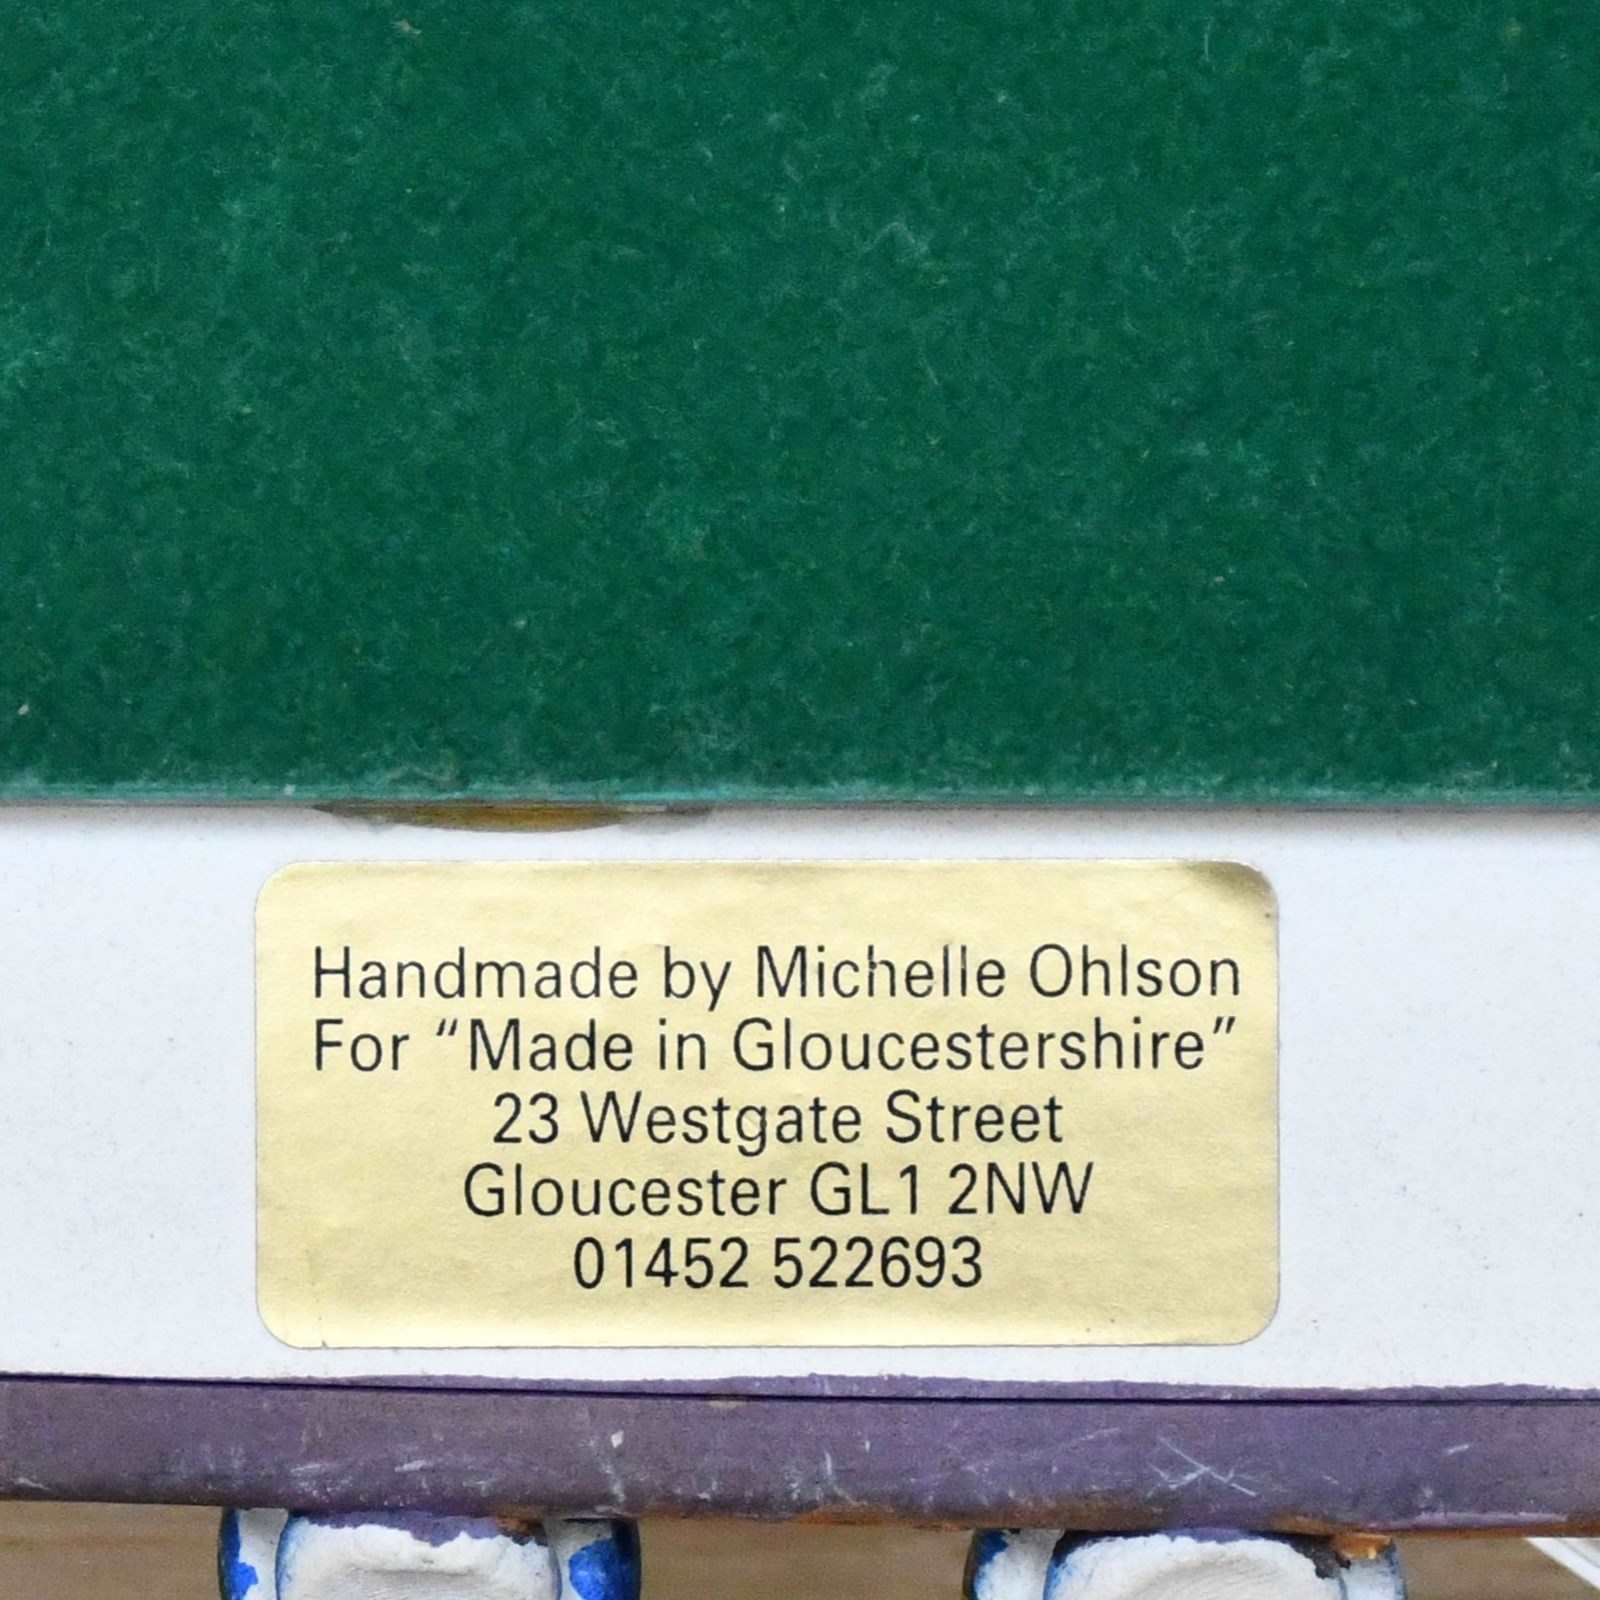 Handmade by Michelle Ohlson
For “Made in Gloucestershire”
23 Westgate Street
Gloucester GL1 2NW
01452 522693